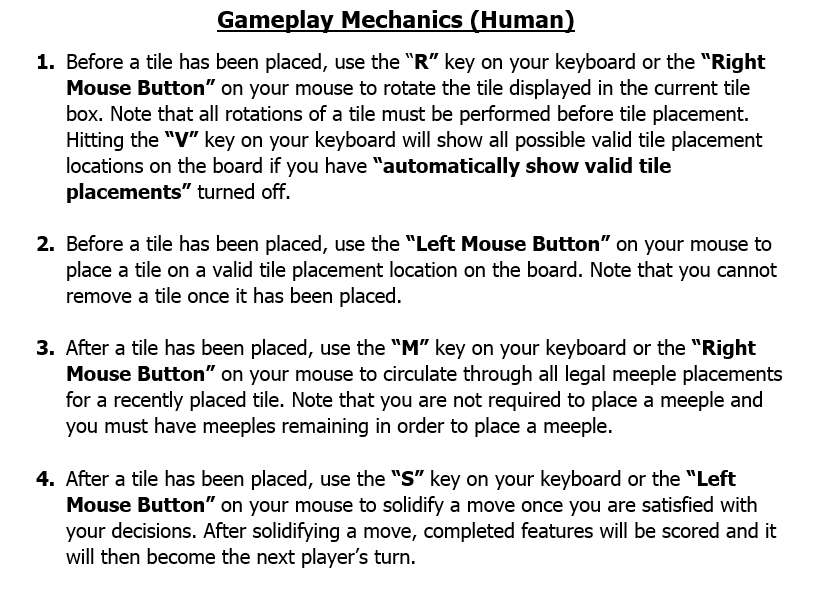 Gameplay Mechanics (Human)
1. Before a tile has been placed, use the “R” key on your keyboard or the “Right
Mouse Button” on your mouse to rotate the tile displayed in the current tile
box. Note that all rotations of a tile must be performed before tile placement.
Hitting the “V” key on your keyboard will show all possible valid tile placement
locations on the board if you have “automatically show valid tile
placements” turned off.
2. Before a tile has been placed, use the “Left Mouse Button” on your mouse to
place a tile on a valid tile placement location on the board. Note that you cannot
remove a tile once it has been placed.
3. After a tile has been placed, use the “M” key on your keyboard or the “Right
Mouse Button” on your mouse to circulate through all legal meeple placements
for a recently placed tile. Note that you are not required to place a meeple and
you must have meeples remaining in order to place a meeple.
4. After a tile has been placed, use the “S” key on your keyboard or the “Left
Mouse Button” on your mouse to solidify a move once you are satisfied with
your decisions. After solidifying a move, completed features will be scored and it
will then become the next player’s turn.